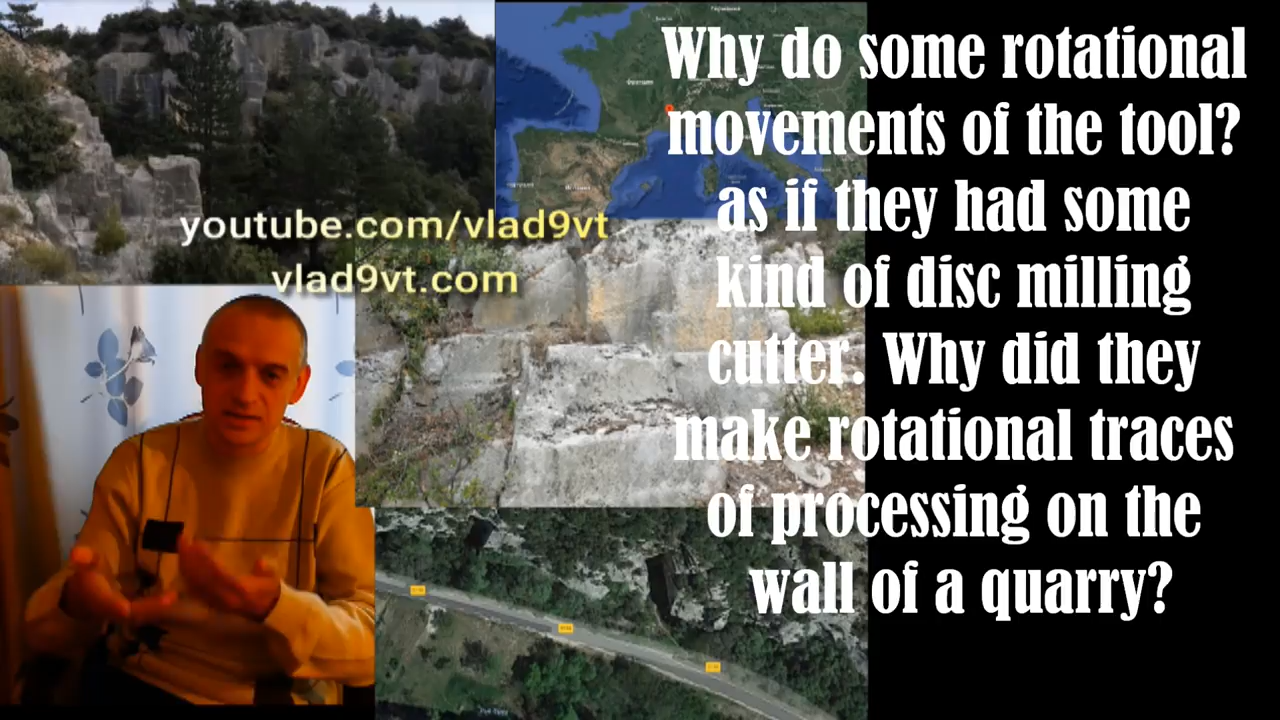 Why do some rotational
movements of the tool?
as if they had some
kind of disc milling
cutter. Why did they
make rotational traces
of processing on the
wall of a quarry?
youtube.com/vlad9vt
vlad9vt.com